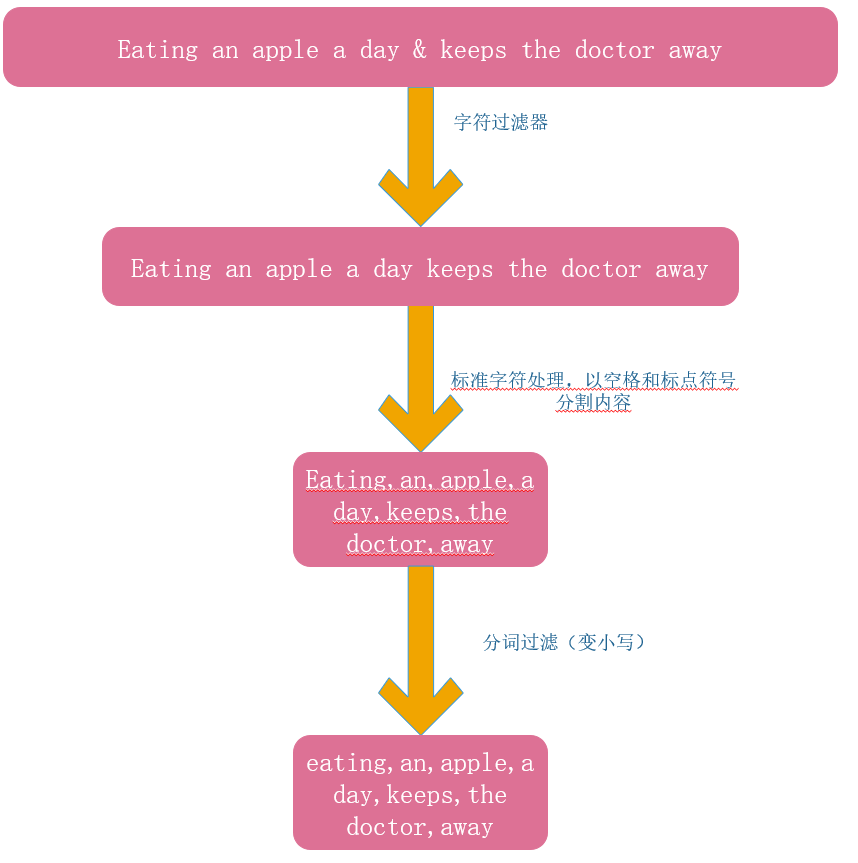 Eating an apple a day & keeps the doctor away
字符过滤器
Eating an apple a day keeps the doctor away
标准字符处理，以空格和标点符号
分割内容
Eating,an,apple,a
day,keeps,the
doctor,away
分词过滤（变小写）
eating,an,apple,a
day,keeps,the
doctor,away